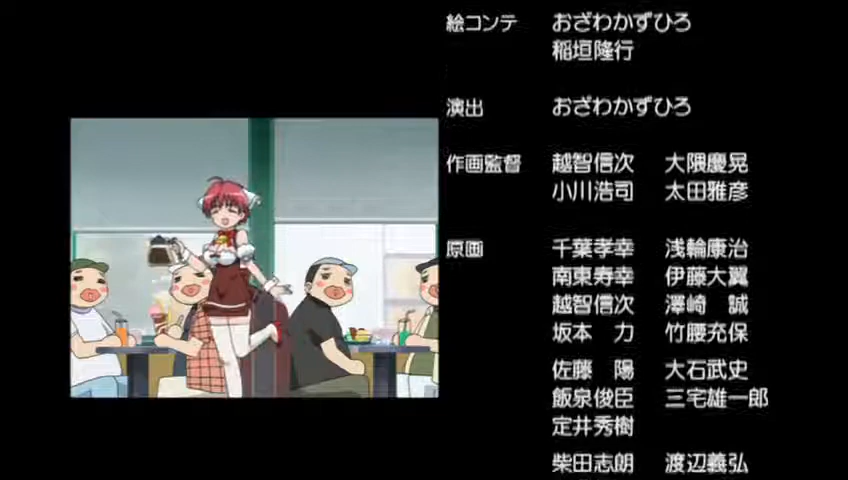 絵コンテ おざわかずひろ
稲垣隆行
演出 おざわかずひろ
作画監督 越智信次 大隈慶晃
小川浩司 太田雅彦
原画 千葉孝幸 浅輪康治
南東寿幸 伊藤大翼
越智信次 澤崎 誠
坂本 力 竹腰充保
佐藤 陽 大石武史
飯泉俊臣 三宅雄一郎
定井秀樹
柴田志朗 渡辺義弘